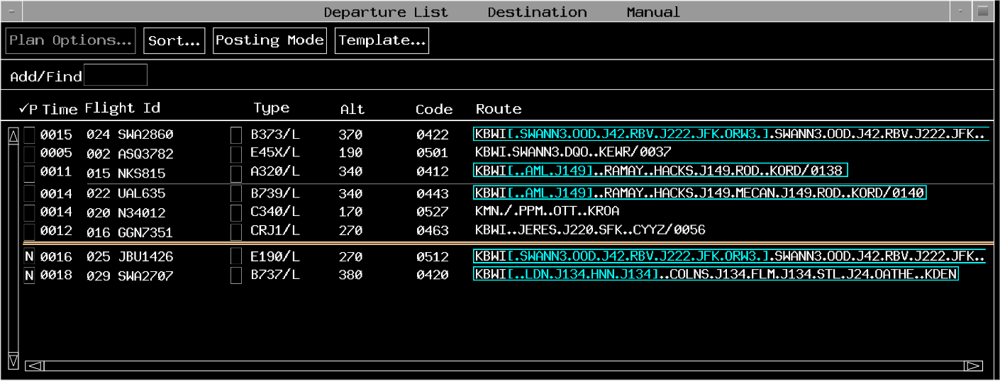 Departure List Destination Manual
Plan Options... Sort... Posting Mode Template...
Add/Find
✓P Time Flight Id Type Alt Code Route
0015 024 SWA2860 B373/L 370 0422 KBWI[.SWANN3.OOD.J42.RBV.J222.JFK.ORW3.].SWANN3.OOD.J42.RBV.J222.JFK..
0005 002 ASQ3782 E45X/L 190 0501 KBWI.SWANN3.DQO..KEWR/0037
0011 015 NKS815 A320/L 340 0412 KBWI[..AML.J149]..RAMAY..HACKS.J149.ROD..KORD/0138
0014 022 UAL635 B739/L 340 0443 KBWI[..AML.J149]..RAMAY..HACKS.J149.MECAN.J149.ROD..KORD/0140
0014 020 N34012 C340/L 170 0527 KMN./.PPM..OTT..KROA
0012 016 GGN7351 CRJ1/L 270 0463 KBWI..JERES.J220.SFK..CYYZ/0056
N 0016 025 JBU1426 E190/L 270 0512 KBWI[.SWANN3.OOD.J42.RBV.J222.JFK.ORW3.].SWANN3.OOD.J42.RBV.J222.JFK..
N 0018 029 SWA2707 B737/L 380 0420 KBWI[..LDN.J134.HNN.J134]..COLNS.J134.FLM.J134.STL.J24.OATHE..KDEN